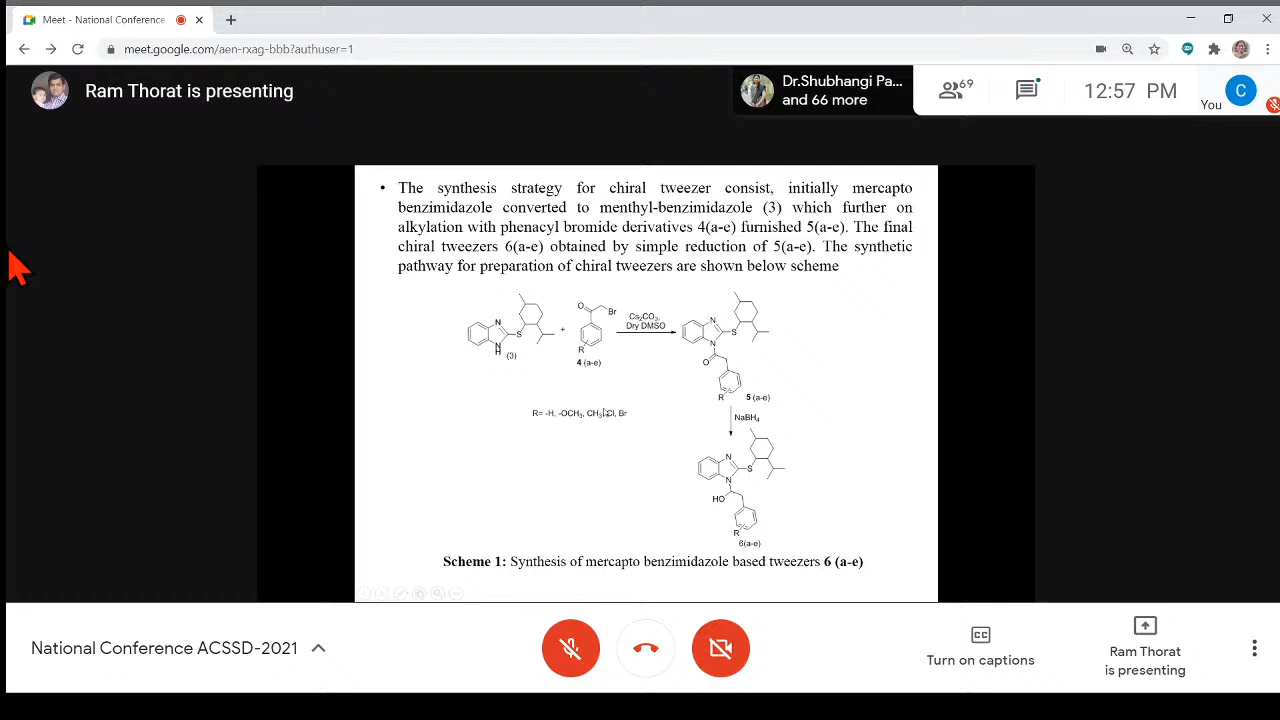 Meet - National Conference
meet.google.com/aen-rxag-bbb?authuser=1
Ram Thorat is presenting
Dr.Shubhangi Pa...
and 66 more
69
12:57 PM
You
C
• The synthesis strategy for chiral tweezer consist, initially mercapto
benzimidazole converted to menthyl-benzimidazole (3) which further on
alkylation with phenacyl bromide derivatives 4(a-e) furnished 5(a-e). The final
chiral tweezers 6(a-e) obtained by simple reduction of 5(a-e). The synthetic
pathway for preparation of chiral tweezers are shown below scheme
N
S
N
H
(3)
+
O
Br
R
4 (a-e)
Cs₂CO₃,
Dry DMSO
N
S
N
O
R
5 (a-e)
R= -H, -OCH₃, CH₃, Cl, Br
NaBH₄
N
S
N
HO
R
6(a-e)
Scheme 1: Synthesis of mercapto benzimidazole based tweezers 6 (a-e)
National Conference ACSSD-2021
Turn on captions
Ram Thorat
is presenting